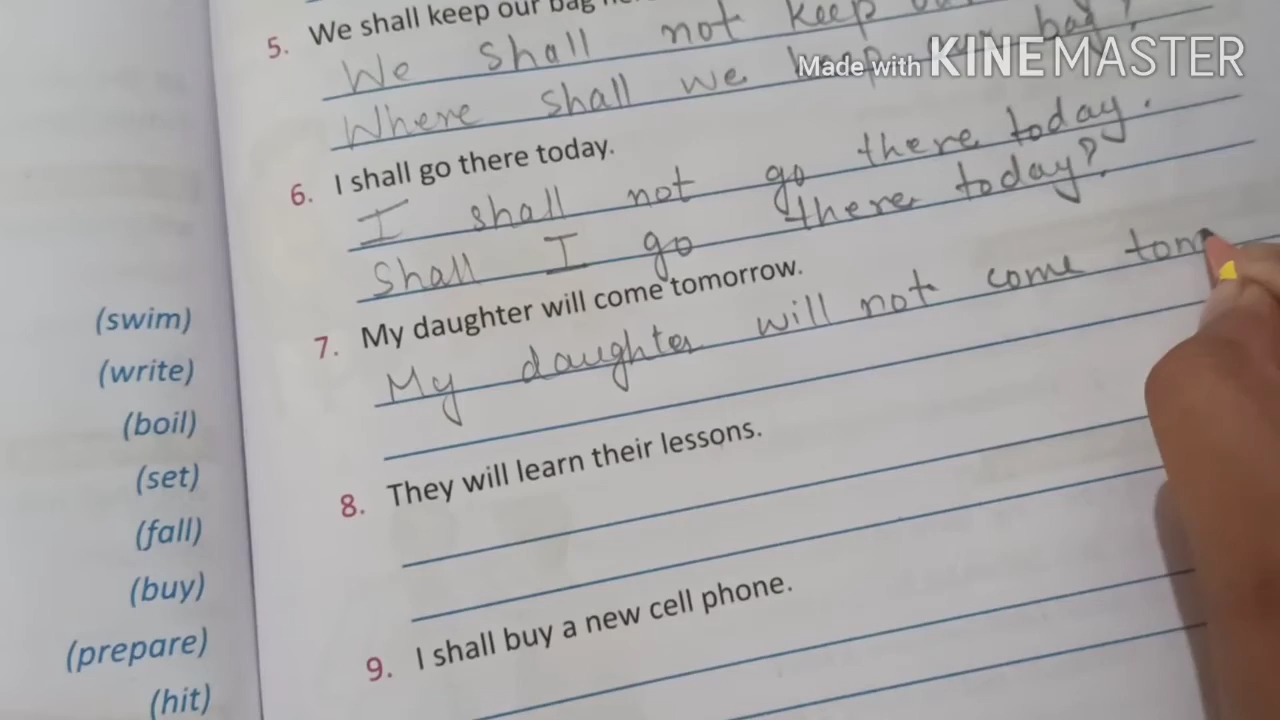 5. We shall keep our bag
We shall not keep
Where shall we keep bag?
Made with KINEMASTER
6. I shall go there today.
I shall not go there today.
Shall I go there today?
7. My daughter will come tomorrow.
My daughter will not come tom
8. They will learn their lessons.
9. I shall buy a new cell phone.
(swim)
(write)
(boil)
(set)
(fall)
(buy)
(prepare)
(hit)